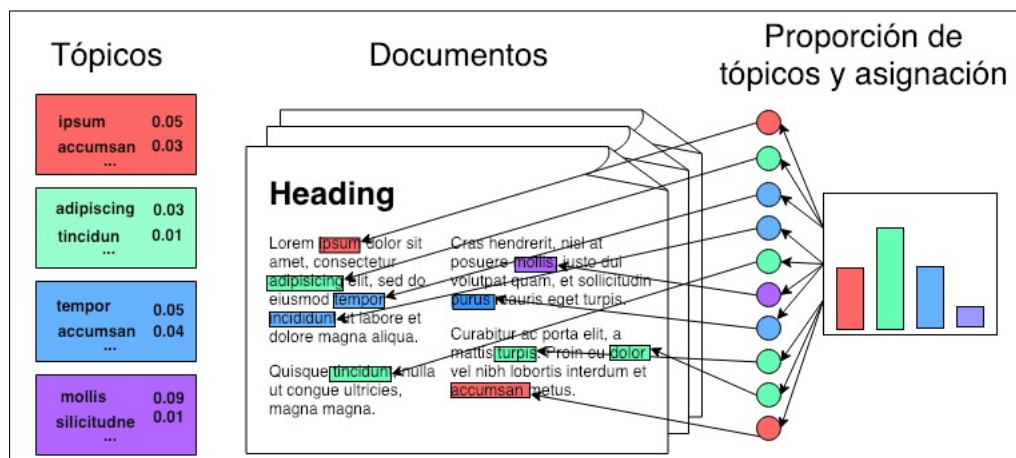 Tópicos
Documentos
Proporción de
tópicos y asignación
ipsum 0.05
accumsan 0.03
...
adipiscing 0.03
tincidun 0.01
...
tempor 0.05
accumsan 0.04
...
mollis 0.09
silicitudne 0.01
...
Heading
Lorem ipsum dolor sit
amet, consectetur
adipisicing elit, sed do
eiusmod tempor
incididunt ut labore et
dolore magna aliqua.
Quisque tincidunt, nulla
ut congue ultricies,
magna magna.
Cras hendrerit, nisl at
posuere mollis, justo dui
volutpat quam, et sollicitudin
purus mauris eget turpis.
Curabitur ac porta elit, a
mattis turpis. Proin eu dolor
vel nibh lobortis interdum et
accumsan metus.